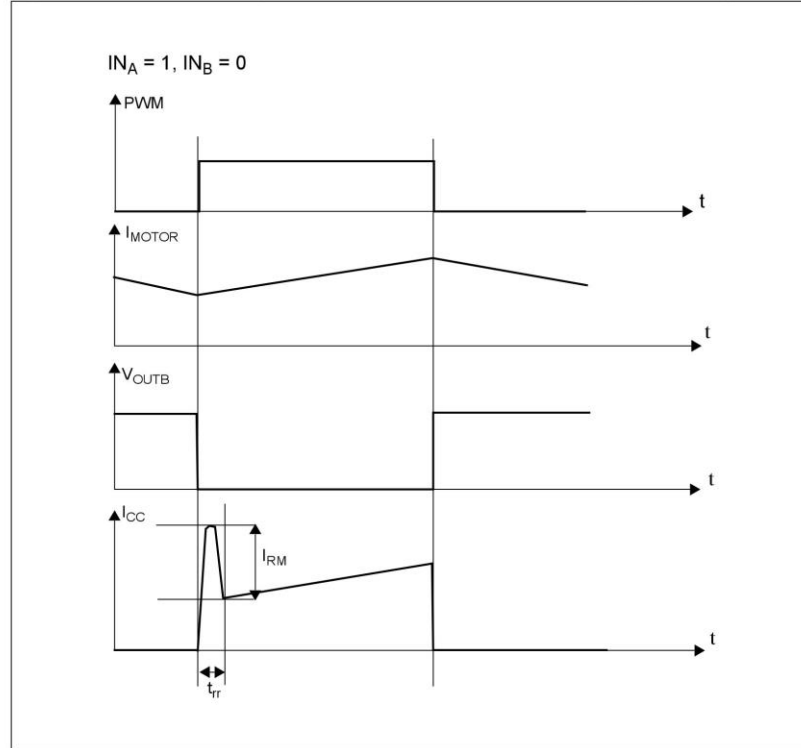 IN_A = 1, IN_B = 0
PWM
t
I_MOTOR
t
V_OUTB
t
I_CC
I_RM
t
t_rr